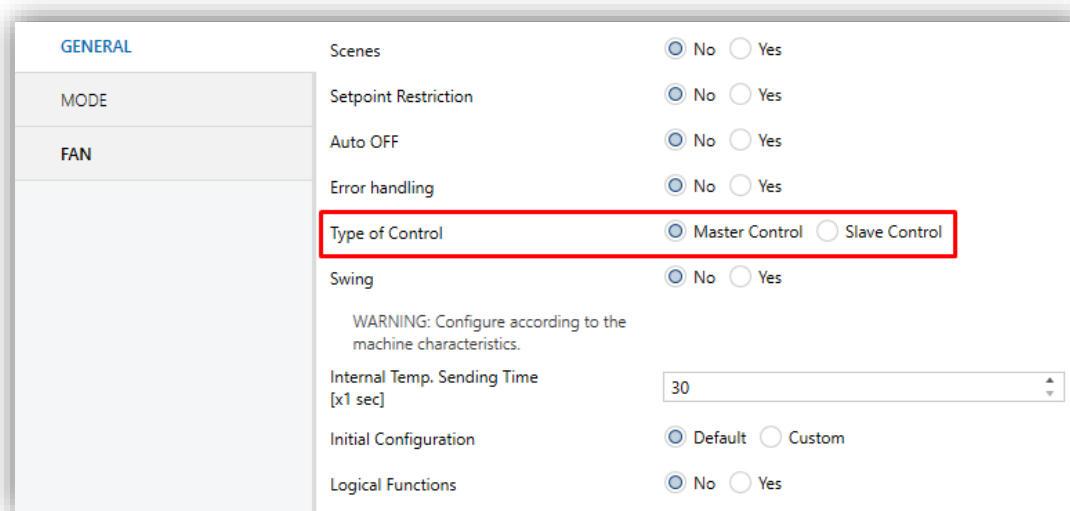 GENERAL
MODE
FAN
Scenes No Yes
Setpoint Restriction No Yes
Auto OFF No Yes
Error handling No Yes
Type of Control Master Control Slave Control
Swing No Yes
WARNING: Configure according to the
machine characteristics.
Internal Temp. Sending Time
[x1 sec] 30
Initial Configuration Default Custom
Logical Functions No Yes